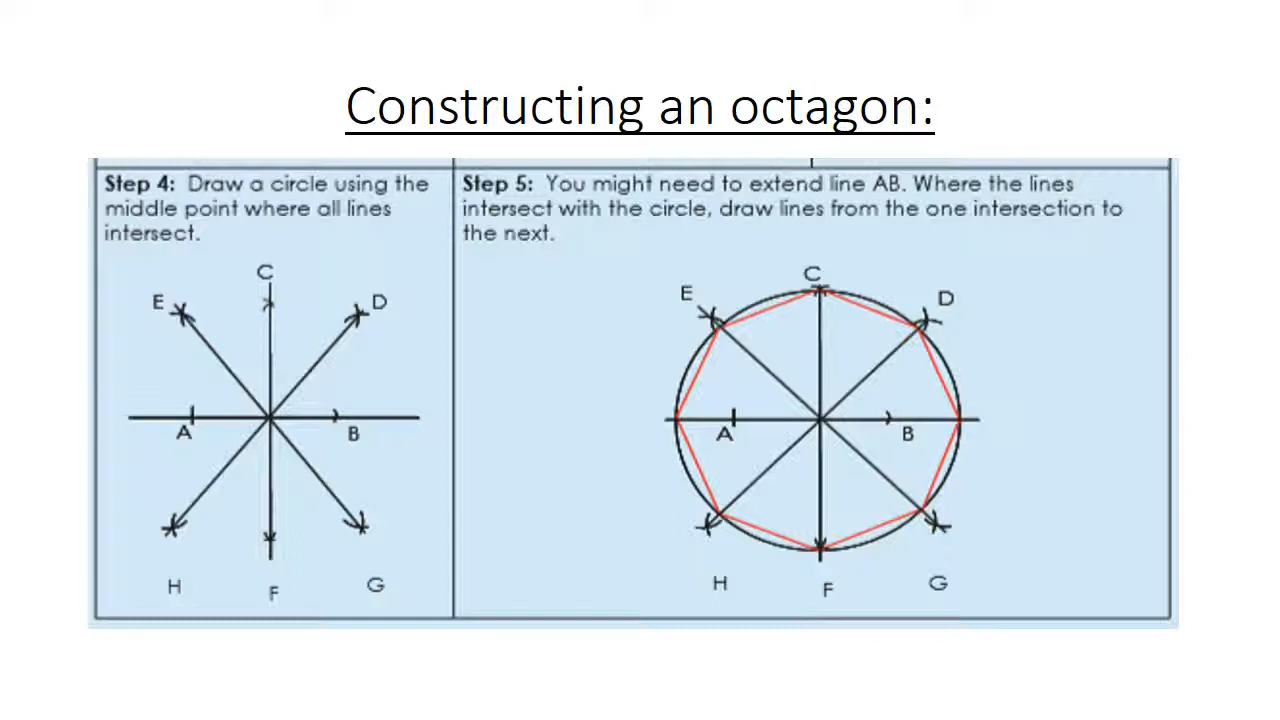 Constructing an octagon:
Step 4: Draw a circle using the
middle point where all lines
intersect.
Step 5: You might need to extend line AB. Where the lines
intersect with the circle, draw lines from the one intersection to
the next.
C
E
D
A
B
H
F
G
C
E
D
A
B
H
F
G